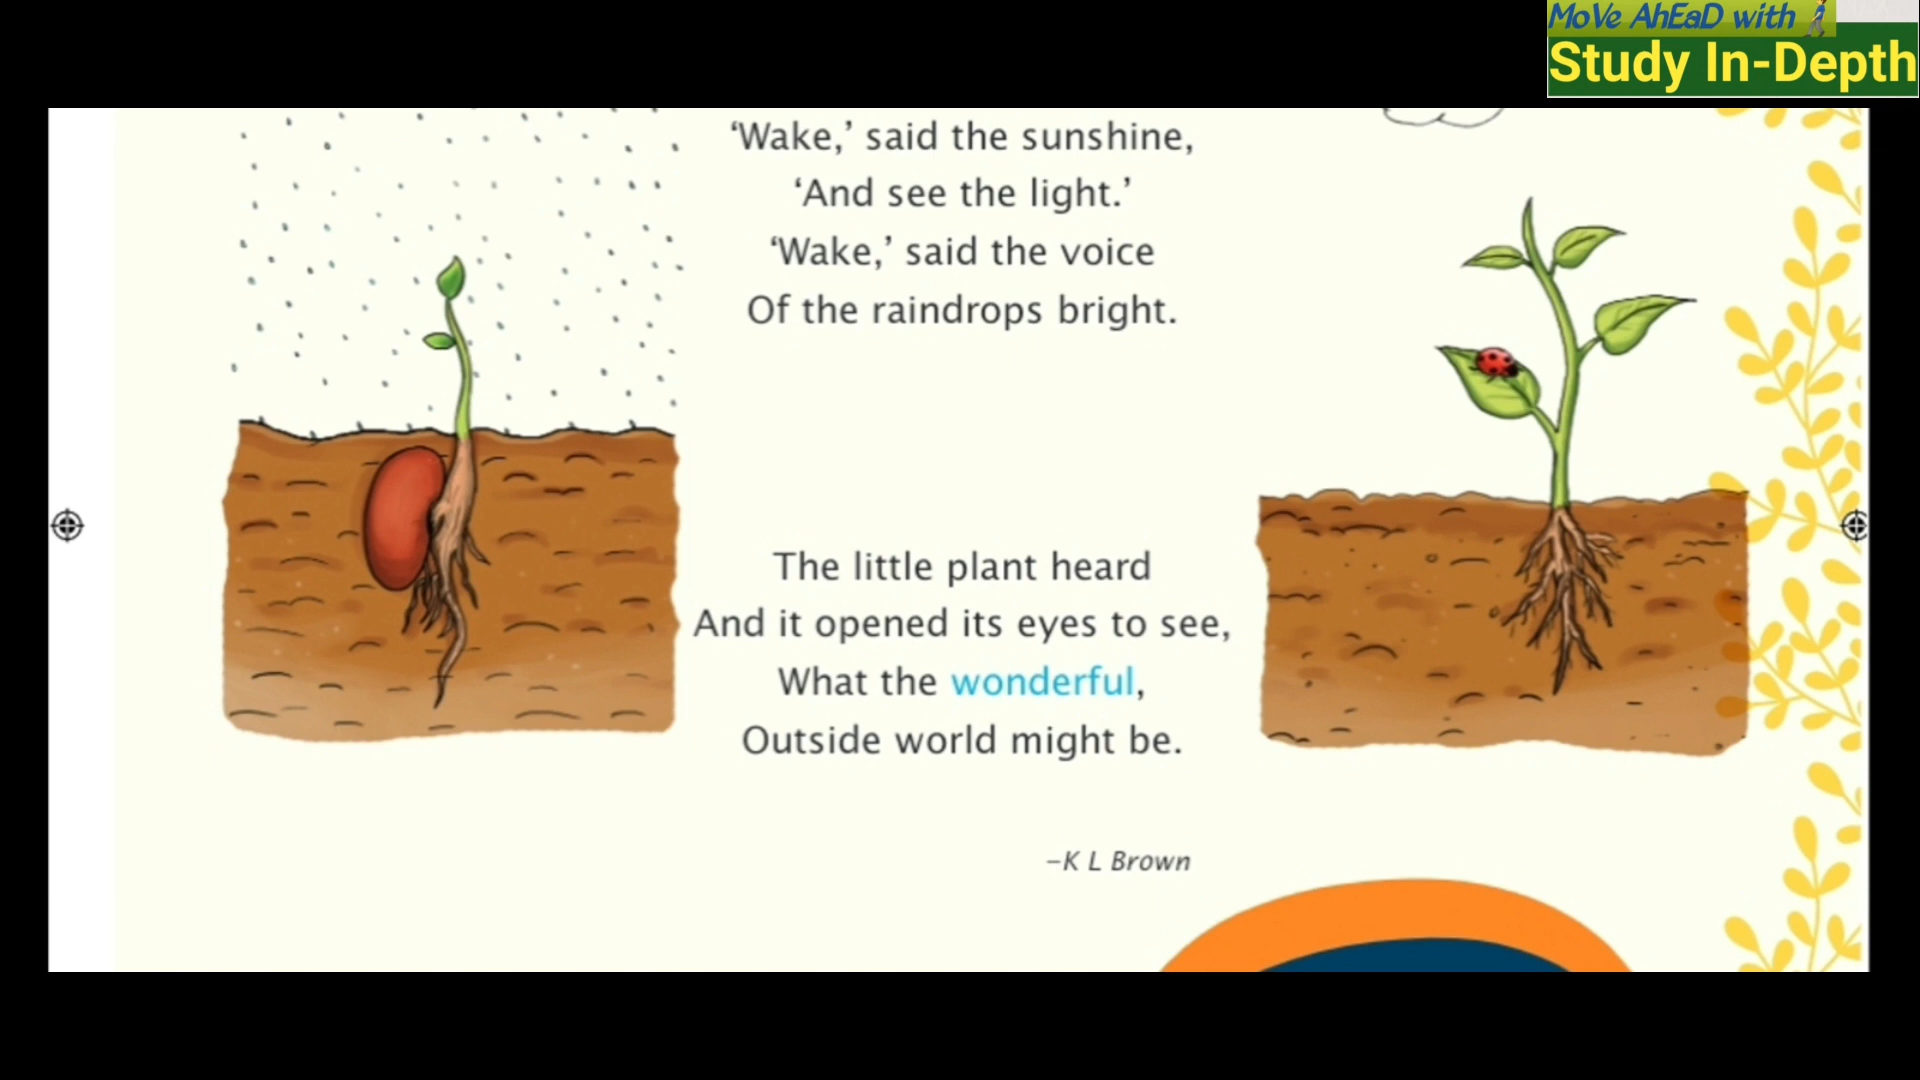 MoVe AhEaD with
Study In-Depth
‘Wake,’ said the sunshine,
‘And see the light.’
‘Wake,’ said the voice
Of the raindrops bright.
The little plant heard
And it opened its eyes to see,
What the wonderful,
Outside world might be.
–K L Brown